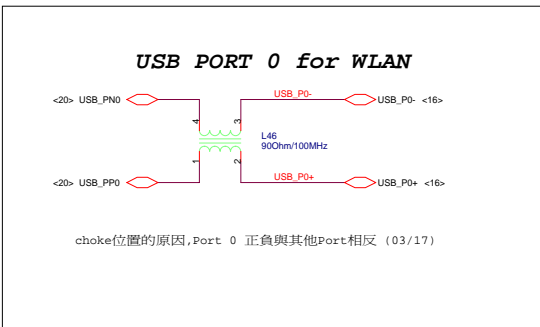 USB PORT 0 for WLAN
<20> USB_PN0
USB_P0-
USB_P0- <16>
4
3
L46
90Ohm/100MHz
1
2
<20> USB_PP0
USB_P0+
USB_P0+ <16>
choke位置的原因,Port 0 正負與其他Port相反 (03/17)